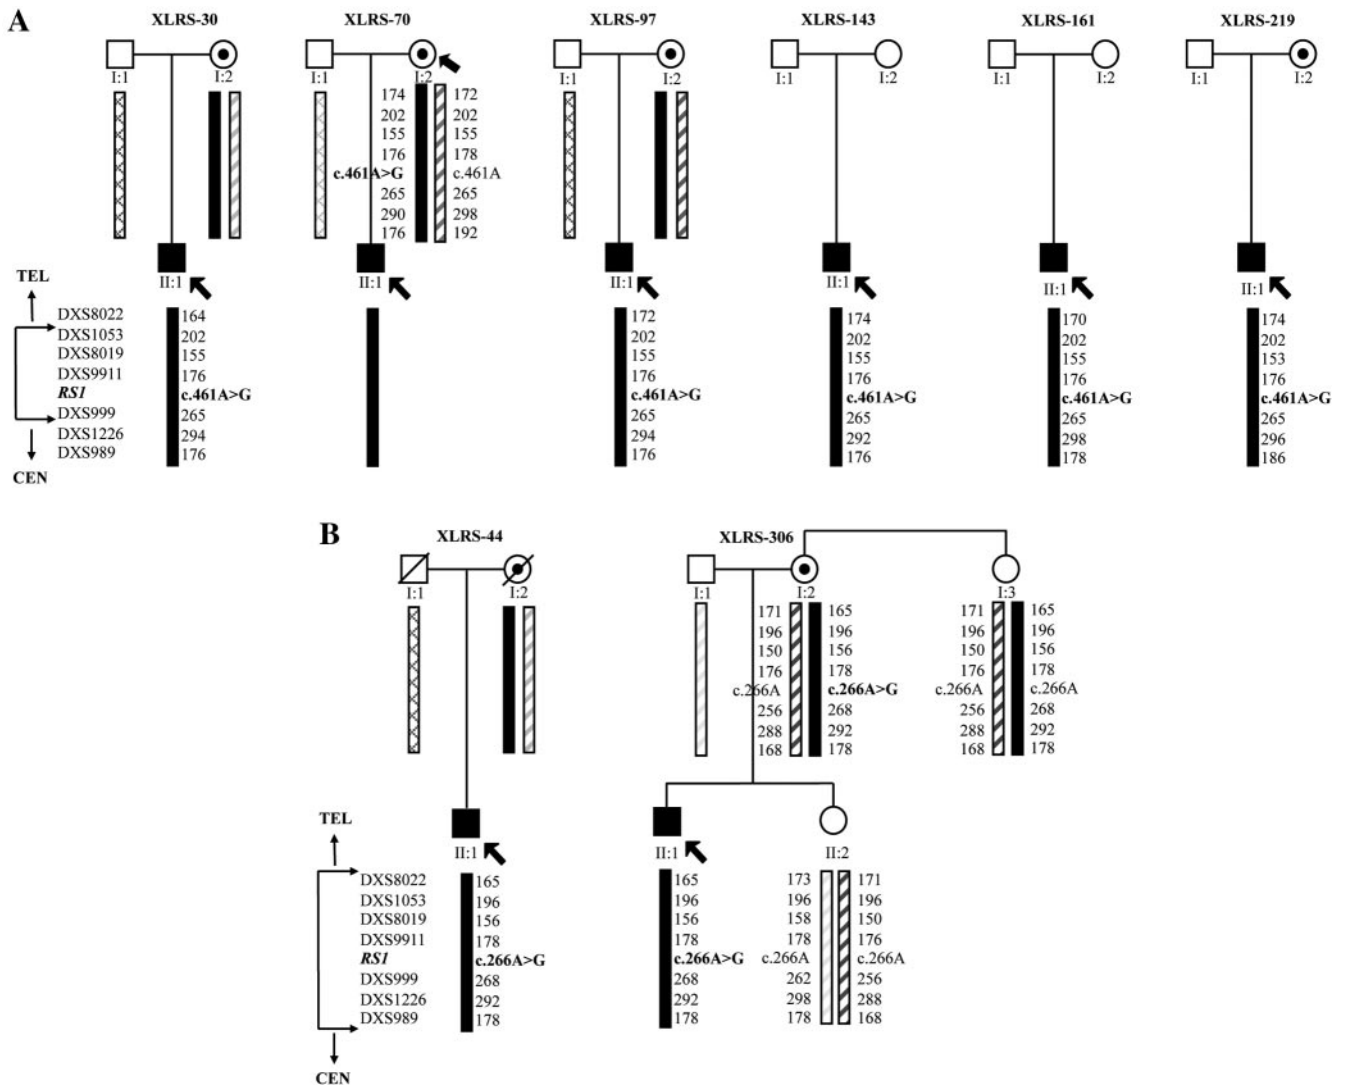 A
XLRS-30 XLRS-70 XLRS-97 XLRS-143 XLRS-161 XLRS-219
I:1 I:2 I:1 I:2 I:1 I:2 I:1 I:2 I:1 I:2 I:1 I:2
174 172
202 202
155 155
176 178
c.461A>G c.461A
265 265
290 298
176 192
II:1 II:1 II:1 II:1 II:1 II:1
TEL
DXS8022 164 172 174 170 174
DXS1053 202 202 202 202 202
DXS8019 155 155 155 155 153
DXS9911 176 176 176 176 176
RS1 c.461A>G c.461A>G c.461A>G c.461A>G c.461A>G
DXS999 265 265 265 265 265
DXS1226 294 294 292 298 296
DXS989 176 176 176 178 186
CEN
B
XLRS-44 XLRS-306
I:1 I:2 I:1 I:2 I:3
171 165 171 165
196 196 196 196
150 156 150 156
176 178 176 178
c.266A c.266A>G c.266A c.266A
256 268 256 268
288 292 288 292
168 178 168 178
TEL
II:1 II:1 II:2
DXS8022 165 165 173 171
DXS1053 196 196 196 196
DXS8019 156 156 158 150
DXS9911 178 178 178 176
RS1 c.266A>G c.266A>G c.266A c.266A
DXS999 268 268 262 256
DXS1226 292 292 298 288
DXS989 178 178 178 168
CEN